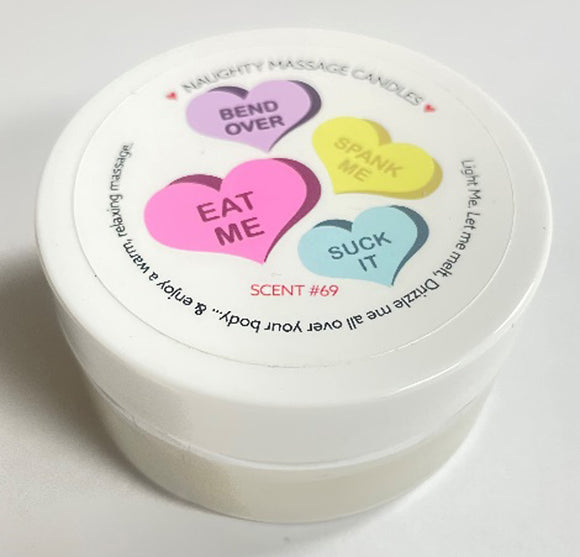 NAUGHTY MASSAGE CANDLES
BEND
OVER
SPANK
ME
EAT
ME
SUCK
IT
SCENT #69
Light Me. Let me melt, Drizzle me all over your body... & enjoy a warm, relaxing massage.